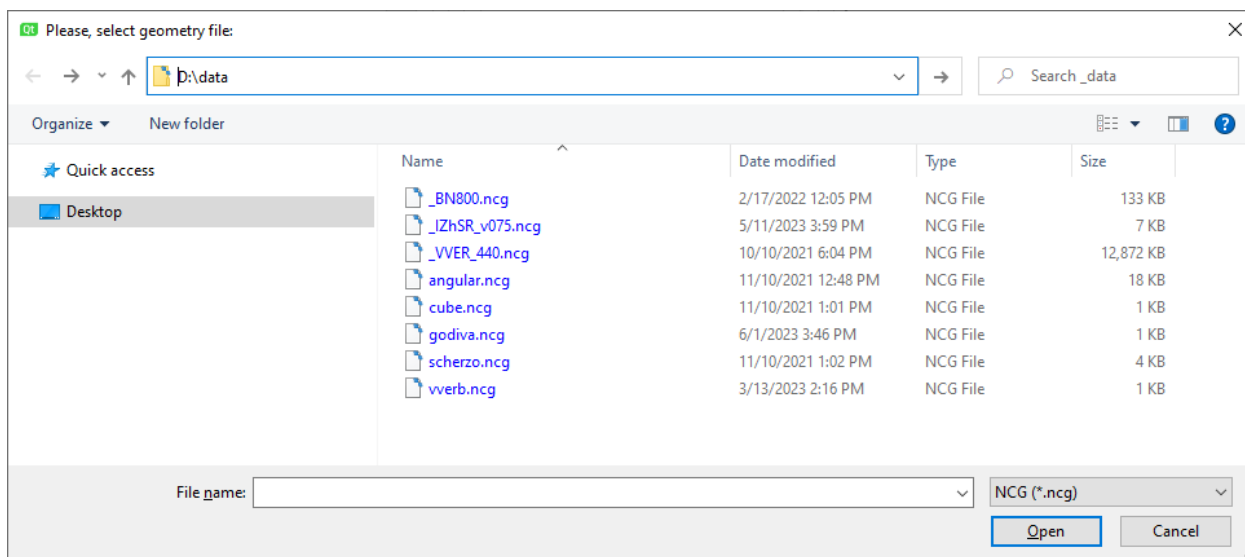 Qt Please, select geometry file:
D:\data
Search _data
Organize New folder
Name Date modified Type Size
Quick access
Desktop
_BN800.ncg 2/17/2022 12:05 PM NCG File 133 KB
_IZhSR_v075.ncg 5/11/2023 3:59 PM NCG File 7 KB
_VVER_440.ncg 10/10/2021 6:04 PM NCG File 12,872 KB
angular.ncg 11/10/2021 12:48 PM NCG File 18 KB
cube.ncg 11/10/2021 1:01 PM NCG File 1 KB
godiva.ncg 6/1/2023 3:46 PM NCG File 1 KB
scherzo.ncg 11/10/2021 1:02 PM NCG File 4 KB
vverb.ncg 3/13/2023 2:16 PM NCG File 1 KB
File name: NCG (*.ncg)
Open Cancel